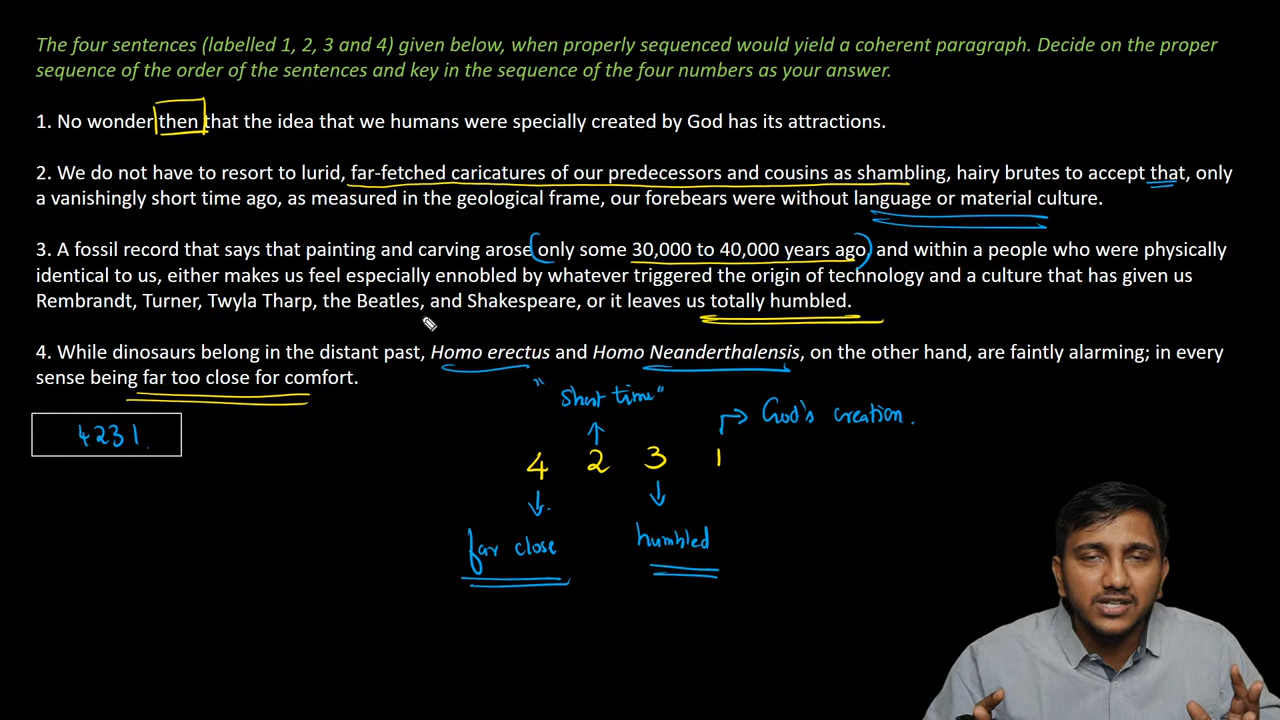 The four sentences (labelled 1, 2, 3 and 4) given below, when properly sequenced would yield a coherent paragraph. Decide on the proper
sequence of the order of the sentences and key in the sequence of the four numbers as your answer.
1. No wonder then that the idea that we humans were specially created by God has its attractions.
2. We do not have to resort to lurid, far-fetched caricatures of our predecessors and cousins as shambling, hairy brutes to accept that, only
a vanishingly short time ago, as measured in the geological frame, our forebears were without language or material culture.
3. A fossil record that says that painting and carving arose only some 30,000 to 40,000 years ago and within a people who were physically
identical to us, either makes us feel especially ennobled by whatever triggered the origin of technology and a culture that has given us
Rembrandt, Turner, Twyla Tharp, the Beatles, and Shakespeare, or it leaves us totally humbled.
4. While dinosaurs belong in the distant past, Homo erectus and Homo Neanderthalensis, on the other hand, are faintly alarming; in every
sense being far too close for comfort.
"Short time"
God's creation.
4231.
4 2 3 1
far close
humbled